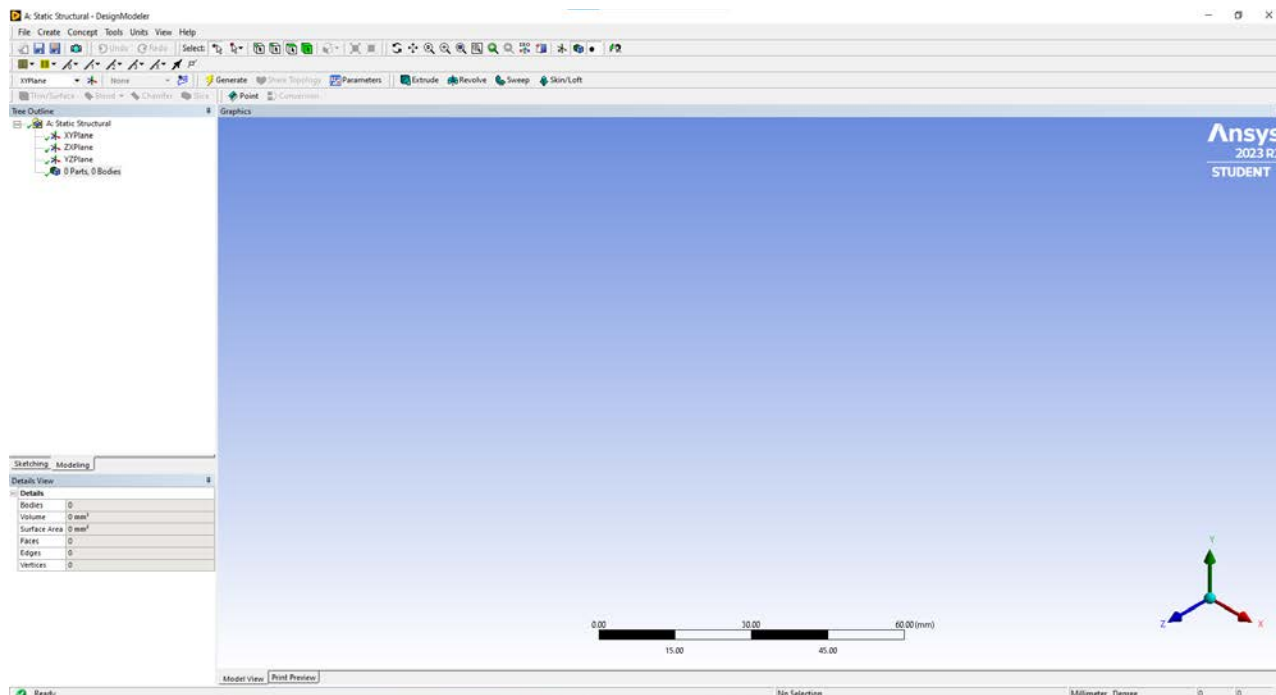 A: Static Structural - DesignModeler
File Create Concept Tools Units View Help
Undo Redo Select:
XYPlane None Generate Share Topology Parameters Extrude Revolve Sweep Skin/Loft
Thin/Surface Blend Chamfer Slice Point Conversion
Tree Outline
A: Static Structural
XYPlane
ZXPlane
YZPlane
0 Parts, 0 Bodies
Sketching Modeling
Details View
Details
Bodies 0
Volume 0 mm³
Surface Area 0 mm²
Faces 0
Edges 0
Vertices 0
Graphics
Ansys
2023
STUDENT
Y
Z X
0.00 30.00 60.00 (mm)
15.00 45.00
Model View Print Preview
Ready No Selection Millimeter Degree 0 0